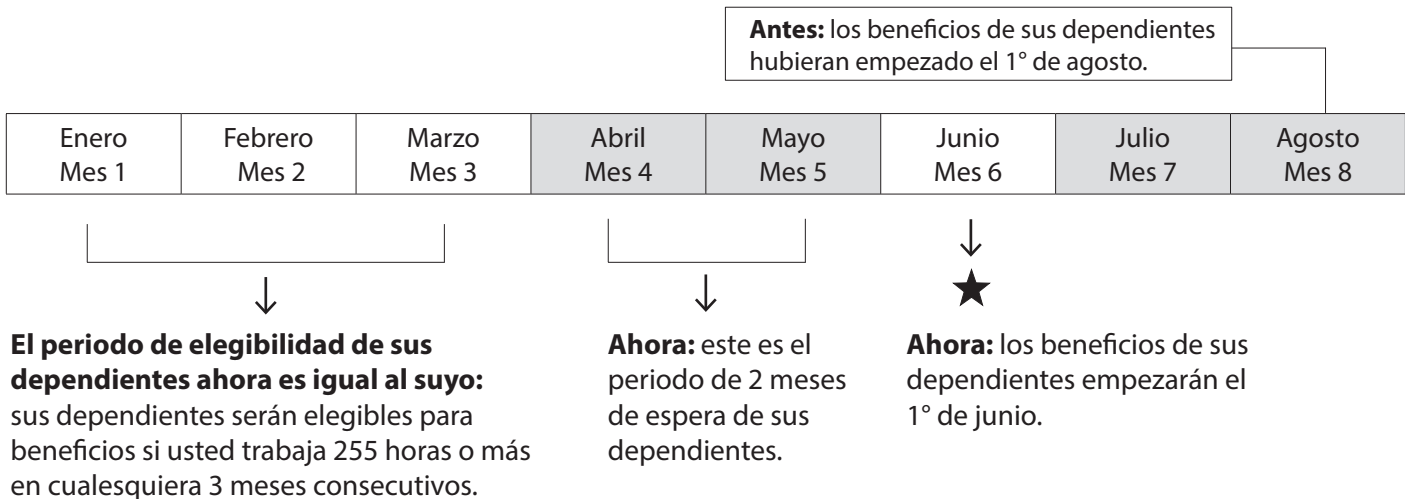 Antes: los beneficios de sus dependientes
hubieran empezado el 1° de agosto.
Enero Febrero Marzo Abril Mayo Junio Julio Agosto
Mes 1 Mes 2 Mes 3 Mes 4 Mes 5 Mes 6 Mes 7 Mes 8
El periodo de elegibilidad de sus
dependientes ahora es igual al suyo:
sus dependientes serán elegibles para
beneficios si usted trabaja 255 horas o más
en cualesquiera 3 meses consecutivos.
Ahora: este es el
periodo de 2 meses
de espera de sus
dependientes.
Ahora: los beneficios de sus
dependientes empezarán el
1° de junio.